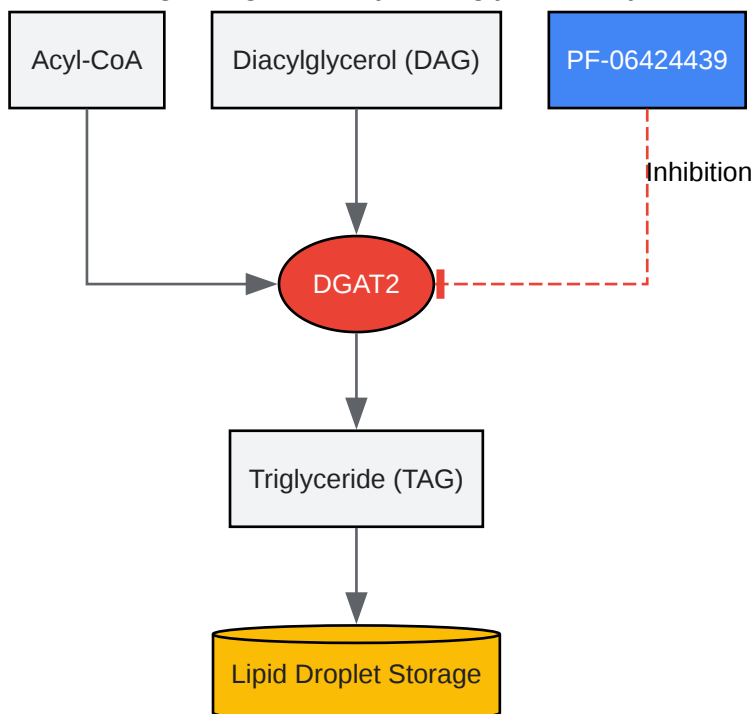 Acyl-CoA
Diacylglycerol (DAG)
PF-06424439
Inhibition
DGAT2
Triglyceride (TAG)
Lipid Droplet Storage